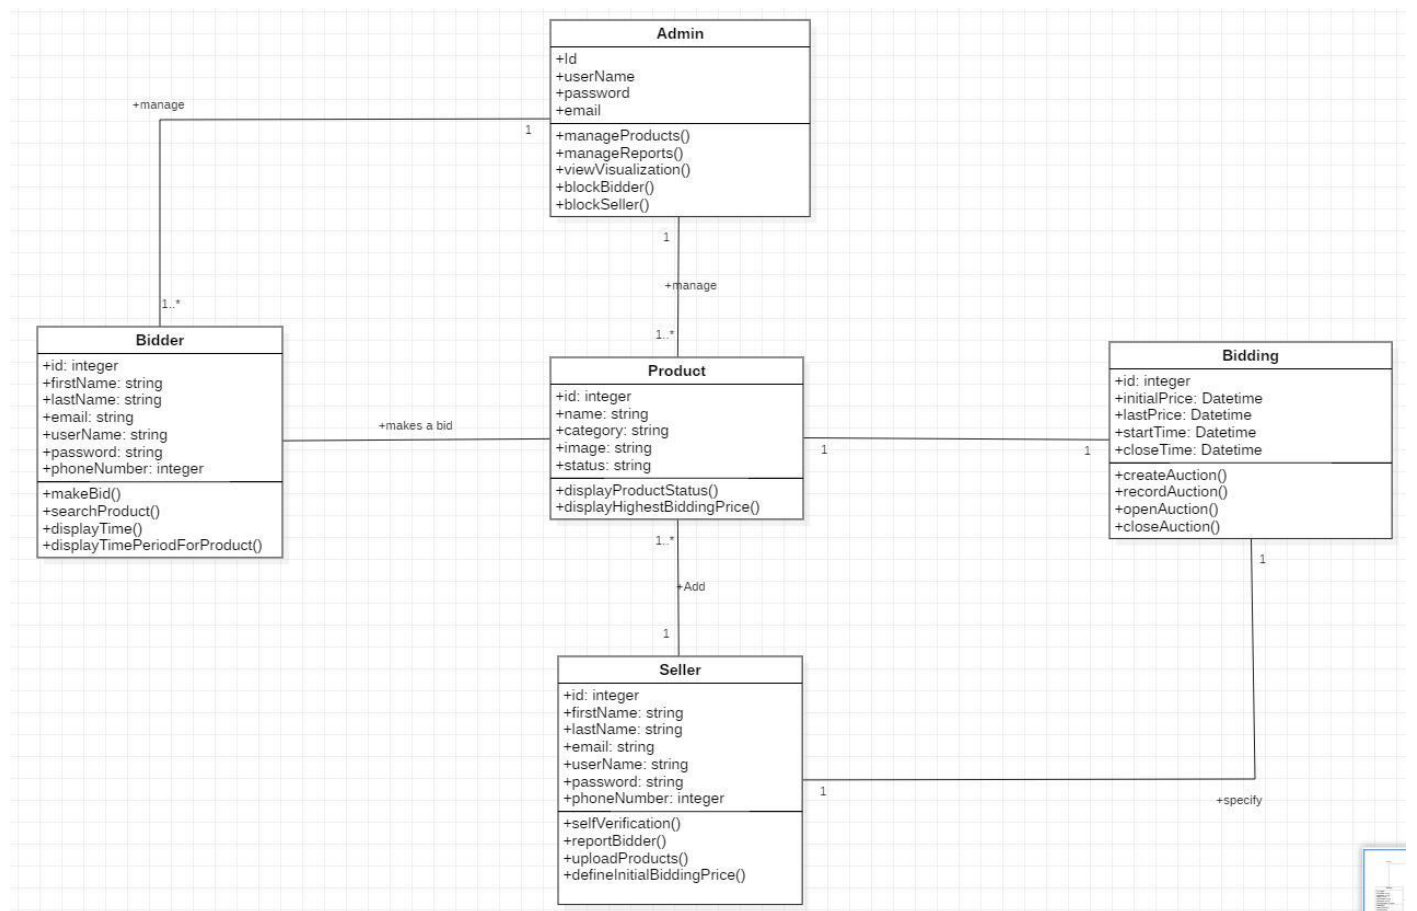 Admin
+Id
+userName
+password
+email
+manageProducts()
+manageReports()
+viewVisualization()
+blockBidder()
+blockSeller()
+manage
1
1..*
1
+manage
1..*
Bidder
+id: integer
+firstName: string
+lastName: string
+email: string
+userName: string
+password: string
+phoneNumber: integer
+makeBid()
+searchProduct()
+displayTime()
+displayTimePeriodForProduct()
+makes a bid
Product
+id: integer
+name: string
+category: string
+image: string
+status: string
+displayProductStatus()
+displayHighestBiddingPrice()
1
1
Bidding
+id: integer
+initialPrice: Datetime
+lastPrice: Datetime
+startTime: Datetime
+closeTime: Datetime
+createAuction()
+recordAuction()
+openAuction()
+closeAuction()
1..*
+Add
1
1
Seller
+id: integer
+firstName: string
+lastName: string
+email: string
+userName: string
+password: string
+phoneNumber: integer
+selfVerification()
+reportBidder()
+uploadProducts()
+defineInitialBiddingPrice()
1
+specify